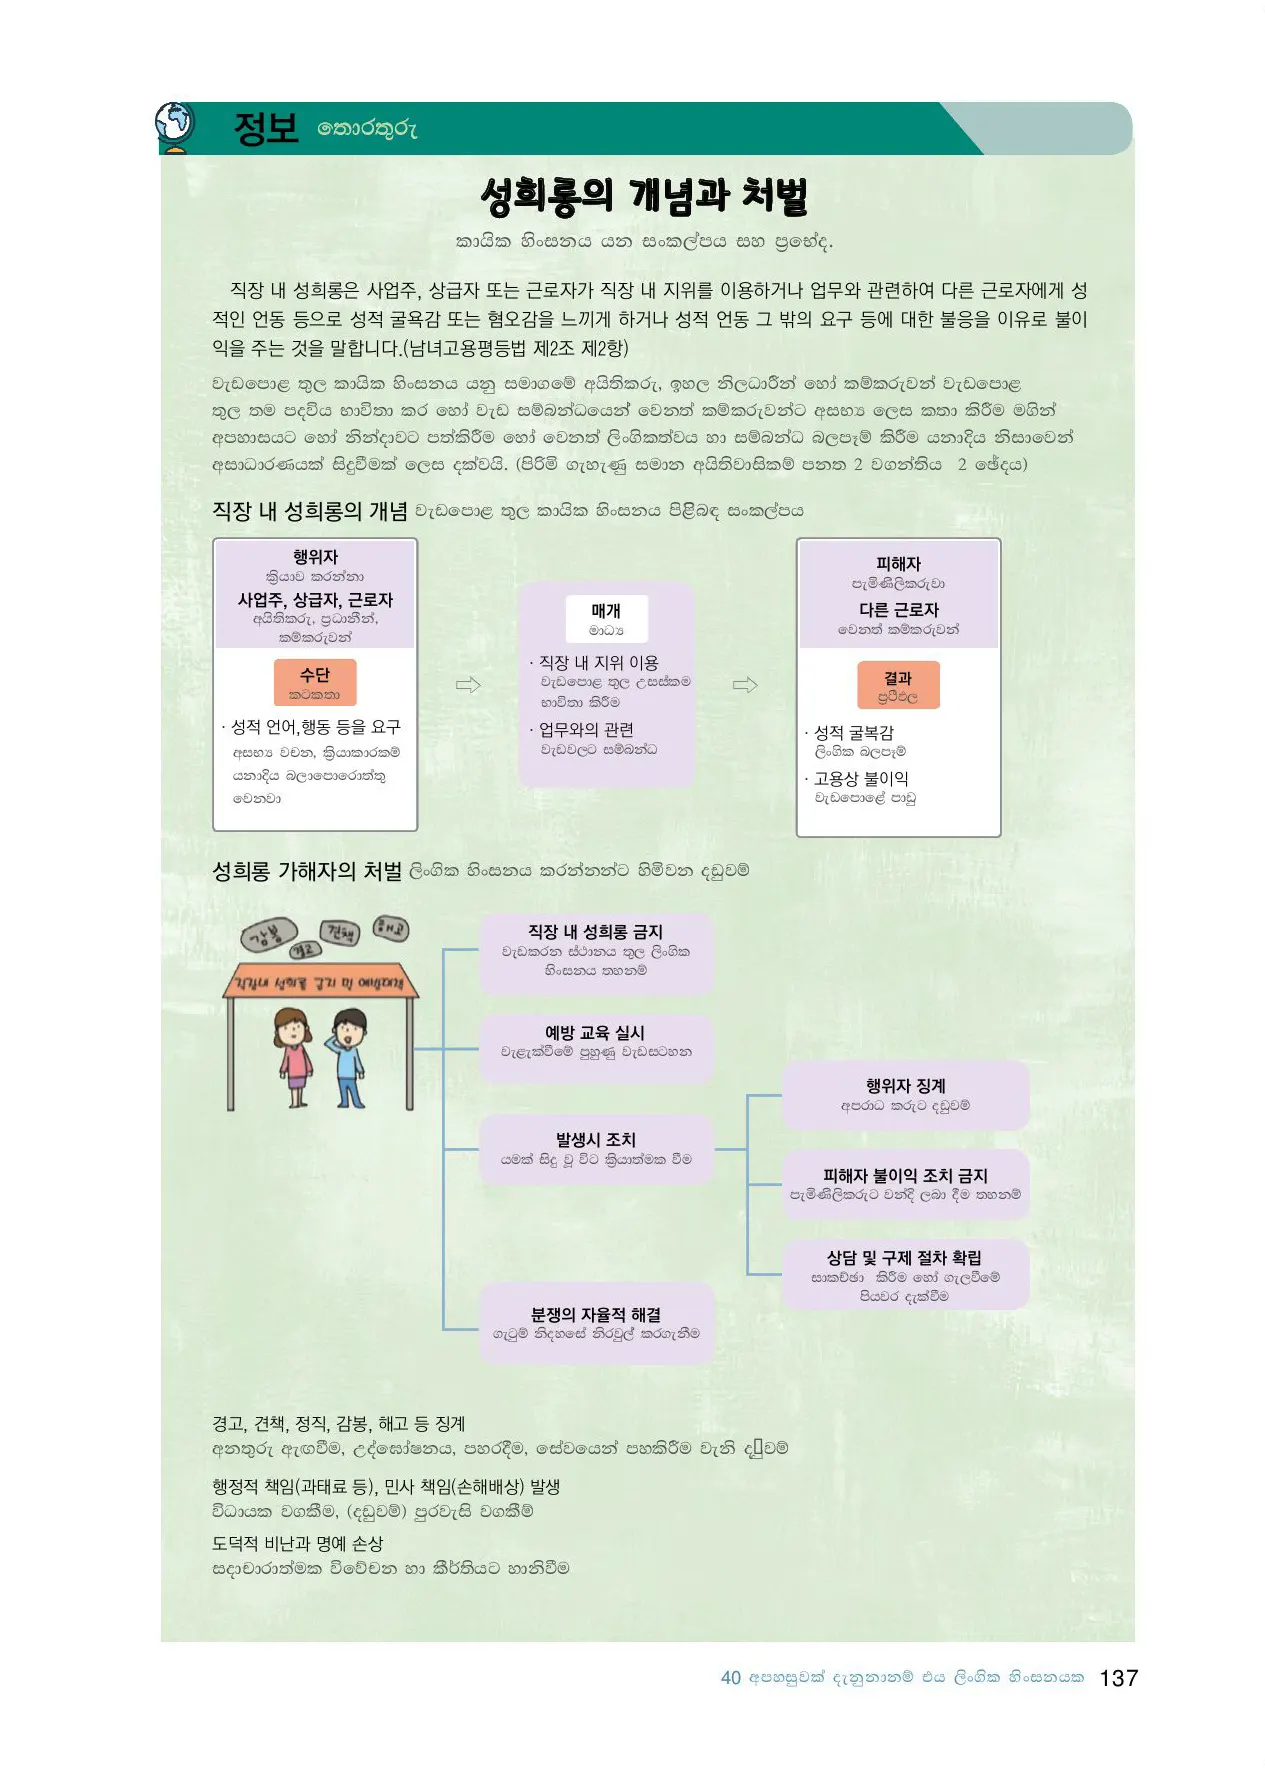 정보 තොරතුරු
성희롱의 개념과 처벌
කායික හිංසනය යන සංකල්පය සහ ප්‍රභේද.
직장 내 성희롱은 사업주, 상급자 또는 근로자가 직장 내 지위를 이용하거나 업무와 관련하여 다른 근로자에게 성
적인 언동 등으로 성적 굴욕감 또는 혐오감을 느끼게 하거나 성적 언동 그 밖의 요구 등에 대한 불응을 이유로 불이
익을 주는 것을 말합니다.(남녀고용평등법 제2조 제2항)
වැඩපොළ තුල කායික හිංසනය යනු සමාගමේ අයිතිකරු, ඉහල නිලධාරීන් හෝ කම්කරුවන් වැඩපොළ
තුල තම පදවිය භාවිතා කර හෝ වැඩ සම්බන්ධයෙන් වෙනත් කම්කරුවන්ට අසභ්‍ය ලෙස කතා කිරීම මගින්
අපහාසයට හෝ නින්දාවට පත්කිරීම හෝ වෙනත් ලිංගිකත්වය හා සම්බන්ධ බලපෑම් කිරීම යනාදිය නිසාවෙන්
අසාධාරණයක් සිදුවීමක් ලෙස දක්වයි. (පිරිමි ගැහැණු සමාන අයිතිවාසිකම් පනත 2 වගන්තිය 2 ඡේදය)
직장 내 성희롱의 개념 වැඩපොළ තුල කායික හිංසනය පිළිබඳ සංකල්පය
행위자
ක්‍රියාව කරන්නා
사업주, 상급자, 근로자
අයිතිකරු, ප්‍රධානීන්,
කම්කරුවන්
수단
කටකතා
· 성적 언어,행동 등을 요구
අසභ්‍ය වචන, ක්‍රියාකාරකම්
යනාදිය බලාපොරොත්තු
වෙනවා
매개
මාධ්‍ය
· 직장 내 지위 이용
වැඩපොළ තුල උසස්කම
භාවිතා කිරීම
· 업무와의 관련
වැඩවලට සම්බන්ධ
피해자
පැමිණිලිකරුවා
다른 근로자
වෙනත් කම්කරුවන්
결과
ප්‍රථිඵල
· 성적 굴복감
ලිංගික බලපෑම්
· 고용상 불이익
වැඩපොළේ පාඩු
성희롱 가해자의 처벌 ලිංගික හිංසනය කරන්නන්ට හිමිවන දඩුවම්
감봉
경고
견책
해고
직장내 성희롱 금지 및 예방대책
직장 내 성희롱 금지
වැඩකරන ස්ථානය තුල ලිංගික
හිංසනය තහනම්
예방 교육 실시
වැළැක්වීමේ පුහුණු වැඩසටහන
발생시 조치
යමක් සිදු වූ විට ක්‍රියාත්මක වීම
행위자 징계
අපරාධ කරුට දඩුවම්
피해자 불이익 조치 금지
පැමිණිලිකරුට වන්දි ලබා දීම තහනම්
상담 및 구제 절차 확립
සාකච්ඡා කිරීම හෝ ගැලවීමේ
පියවර දැක්වීම
분쟁의 자율적 해결
ගැටුම් නිදහසේ නිරවුල් කරගැනීම
경고, 견책, 정직, 감봉, 해고 등 징계
අනතුරු ඇඟවීම, උද්ඝෝෂනය, පහරදීම, සේවයෙන් පහකිරීම වැනි
행정적 책임(과태료 등), 민사 책임(손해배상) 발생
විධායක වගකීම, (දඩුවම්) පුරවැසි වගකීම්
도덕적 비난과 명예 손상
සදාචාරාත්මක විවේචන හා කීර්තියට හානිවීම
40 අපහසුවක් දැනුනානම් එය ලිංගික හිංසනයක 137